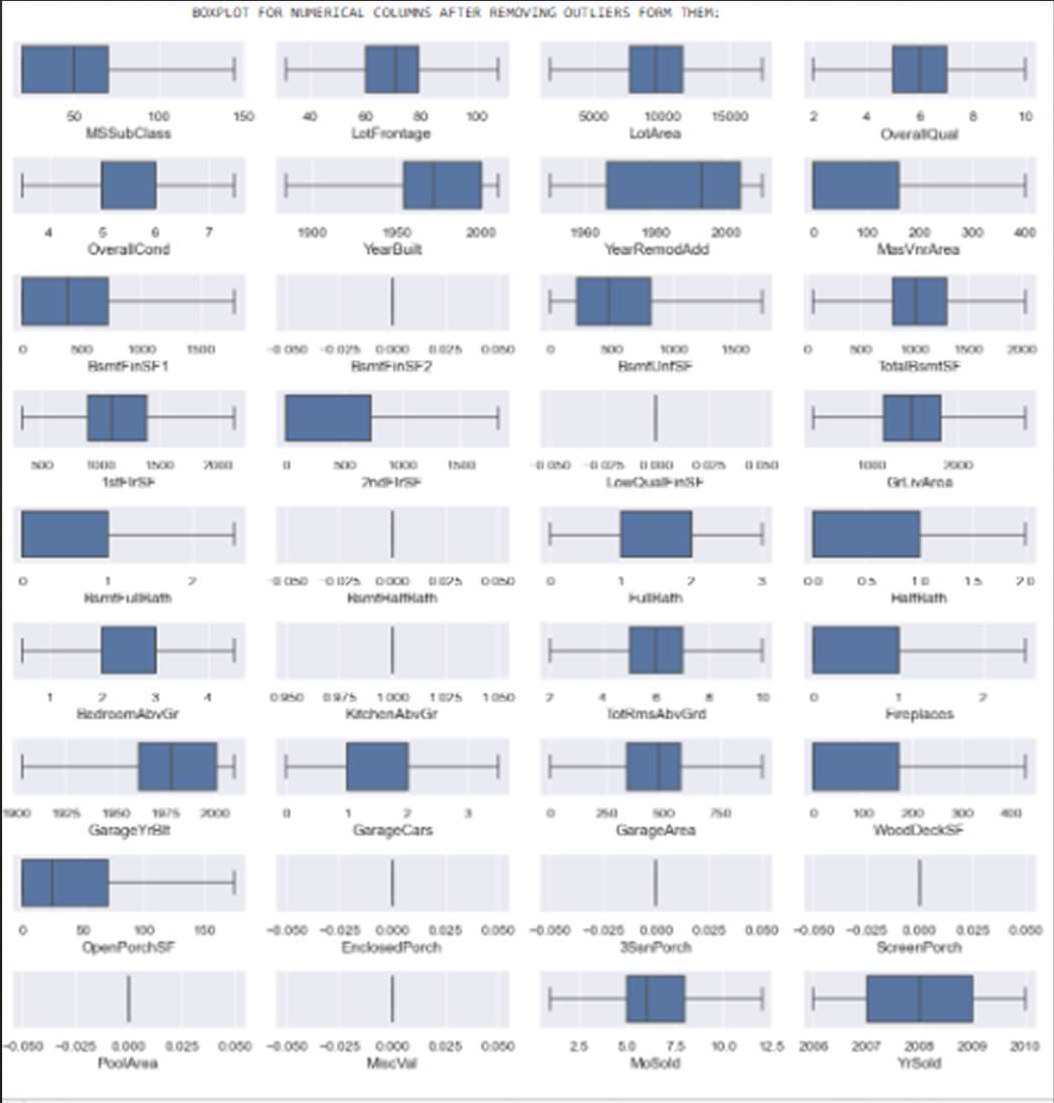 BOXPLOT FOR NUMERICAL COLUMNS AFTER REMOVING OUTLIERS FORM THEM:
50 100 150 40 60 80 100 5000 10000 15000 2 4 6 8 10
MSSubClass LotFrontage LotArea OverallQual
4 5 6 7 1900 1950 2000 1960 1980 2000 0 100 200 300 400
OverallCond YearBuilt YearRemodAdd MasVnrArea
0 500 1000 1500 −0.050 −0.025 0.000 0.025 0.050 0 500 1000 1500 0 500 1000 1500 2000
BsmtFinSF1 BsmtFinSF2 BsmtUnfSF TotalBsmtSF
500 1000 1500 2000 0 500 1000 1500 −0.050 −0.025 0.000 0.025 0.050 1000 2000
1stFlrSF 2ndFlrSF LowQualFinSF GrLivArea
0 1 2 −0.050 −0.025 0.000 0.025 0.050 0 1 2 3 0.0 0.5 1.0 1.5 2.0
BsmtFullBath BsmtHalfBath FullBath HalfBath
1 2 3 4 0.950 0.975 1.000 1.025 1.050 2 4 6 8 10 0 1 2
BedroomAbvGr KitchenAbvGr TotRmsAbvGrd Fireplaces
1900 1925 1950 1975 2000 0 1 2 3 0 250 500 750 0 100 200 300 400
GarageYrBlt GarageCars GarageArea WoodDeckSF
0 50 100 150 −0.050 −0.025 0.000 0.025 0.050 −0.050 −0.025 0.000 0.025 0.050 −0.050 −0.025 0.000 0.025 0.050
OpenPorchSF EnclosedPorch 3SsnPorch ScreenPorch
−0.050 −0.025 0.000 0.025 0.050 −0.050 −0.025 0.000 0.025 0.050 2.5 5.0 7.5 10.0 12.5 2006 2007 2008 2009 2010
PoolArea MiscVal MoSold YrSold